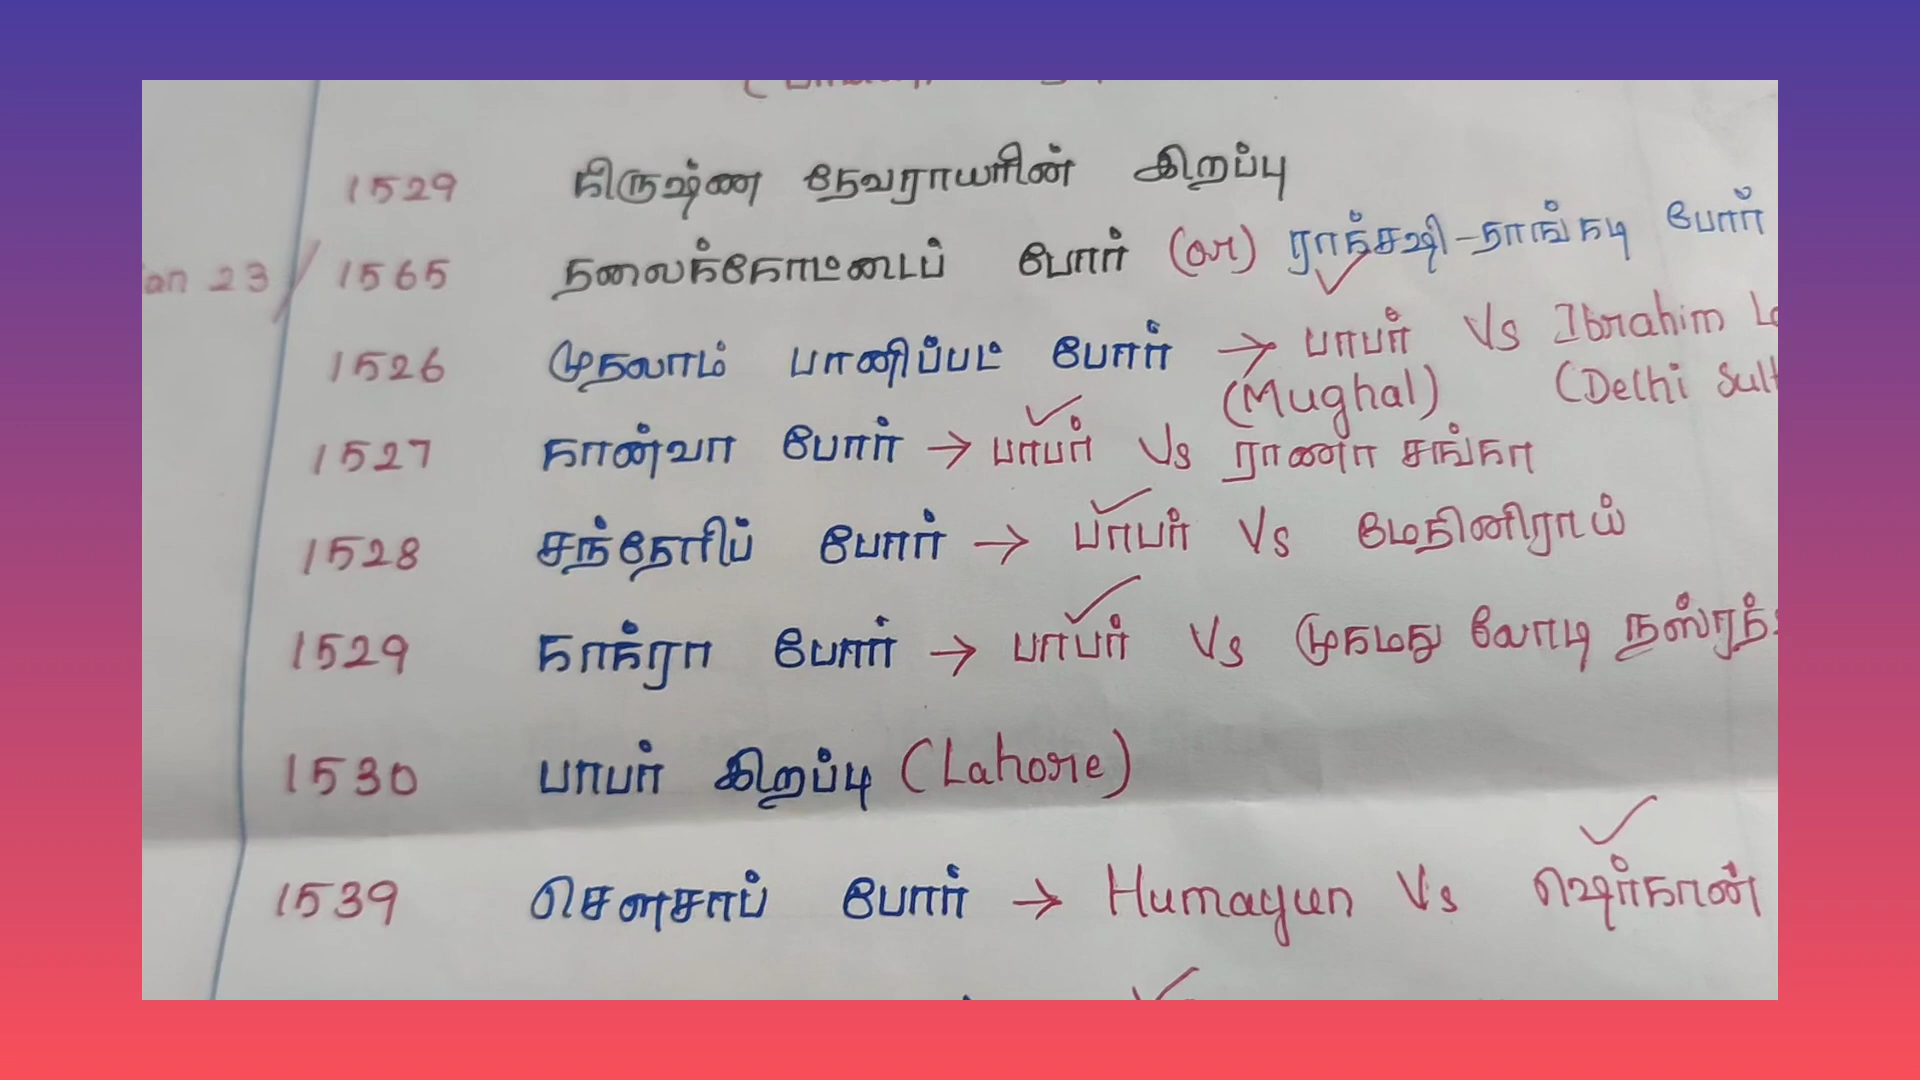 1529 கிருஷ்ண தேவராயரின் இறப்பு
an 23 / 1565 தலைக்கோட்டைப் போர் (or) ராக்சஷி-தாங்கடி போர்
1526 முதலாம் பானிப்பட் போர் → பாபர் Vs Ibrahim
(Mughal) (Delhi
1527 கான்வா போர் → பாபர் Vs ராணா சங்கா
1528 சந்தேரிப் போர் → பாபர் Vs மேதினிராய்
1529 காக்ரா போர் → பாபர் Vs முகமது லோடி
1530 பாபர் இறப்பு (Lahore)
1539 சௌசாப் போர் → Humayun Vs ஷெர்கான்